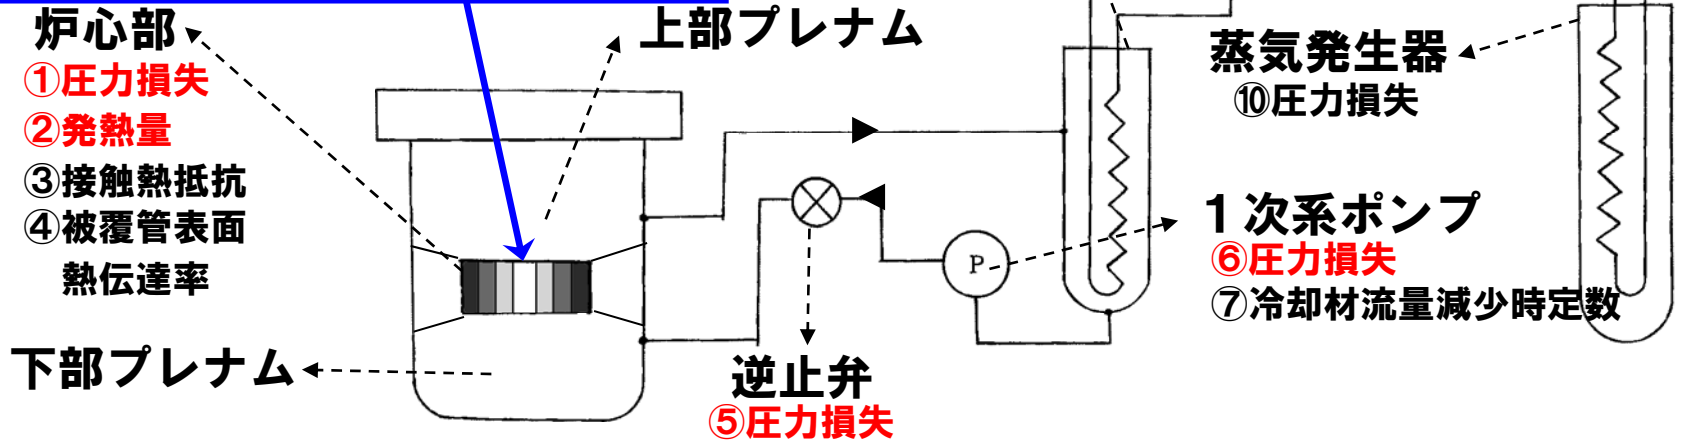 炉心部
①圧力損失
②発熱量
③接触熱抵抗
④被覆管表面
熱伝達率
上部プレナム
下部プレナム
逆止弁
⑤圧力損失
P
蒸気発生器
⑩圧力損失
1次系ポンプ
⑥圧力損失
⑦冷却材流量減少時定数